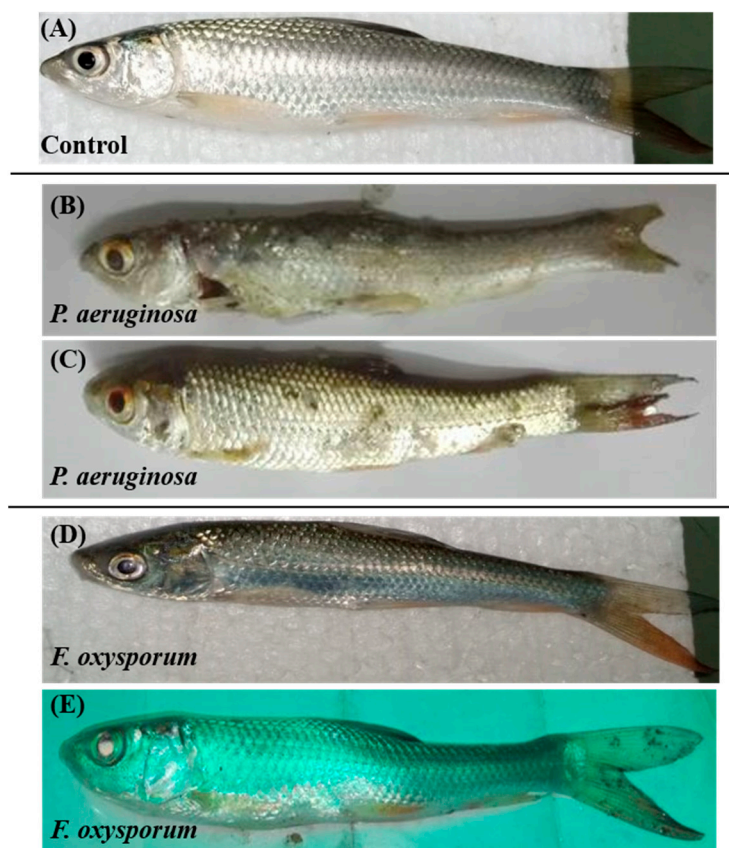 (A)
Control
(B)
P. aeruginosa
(C)
P. aeruginosa
(D)
F. oxysporum
(E)
F. oxysporum